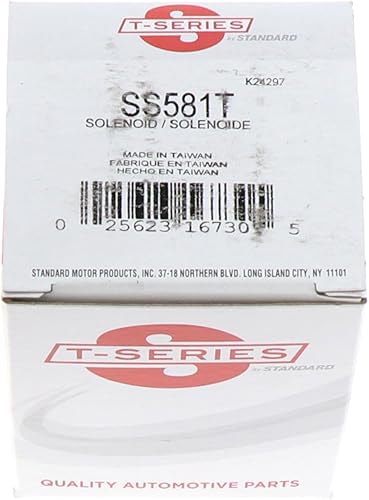 T-SERIES
by STANDARD
K24297
SS581T
SOLENOID / SOLENOIDE
MADE IN TAIWAN
FABRIQUE EN TAIWAN
HECHO EN TAIWAN
0 25623 16730 5
STANDARD MOTOR PRODUCTS, INC. 37-18 NORTHERN BLVD. LONG ISLAND CITY, NY 11101
T-SERIES
by STANDARD
QUALITY AUTOMOTIVE PARTS